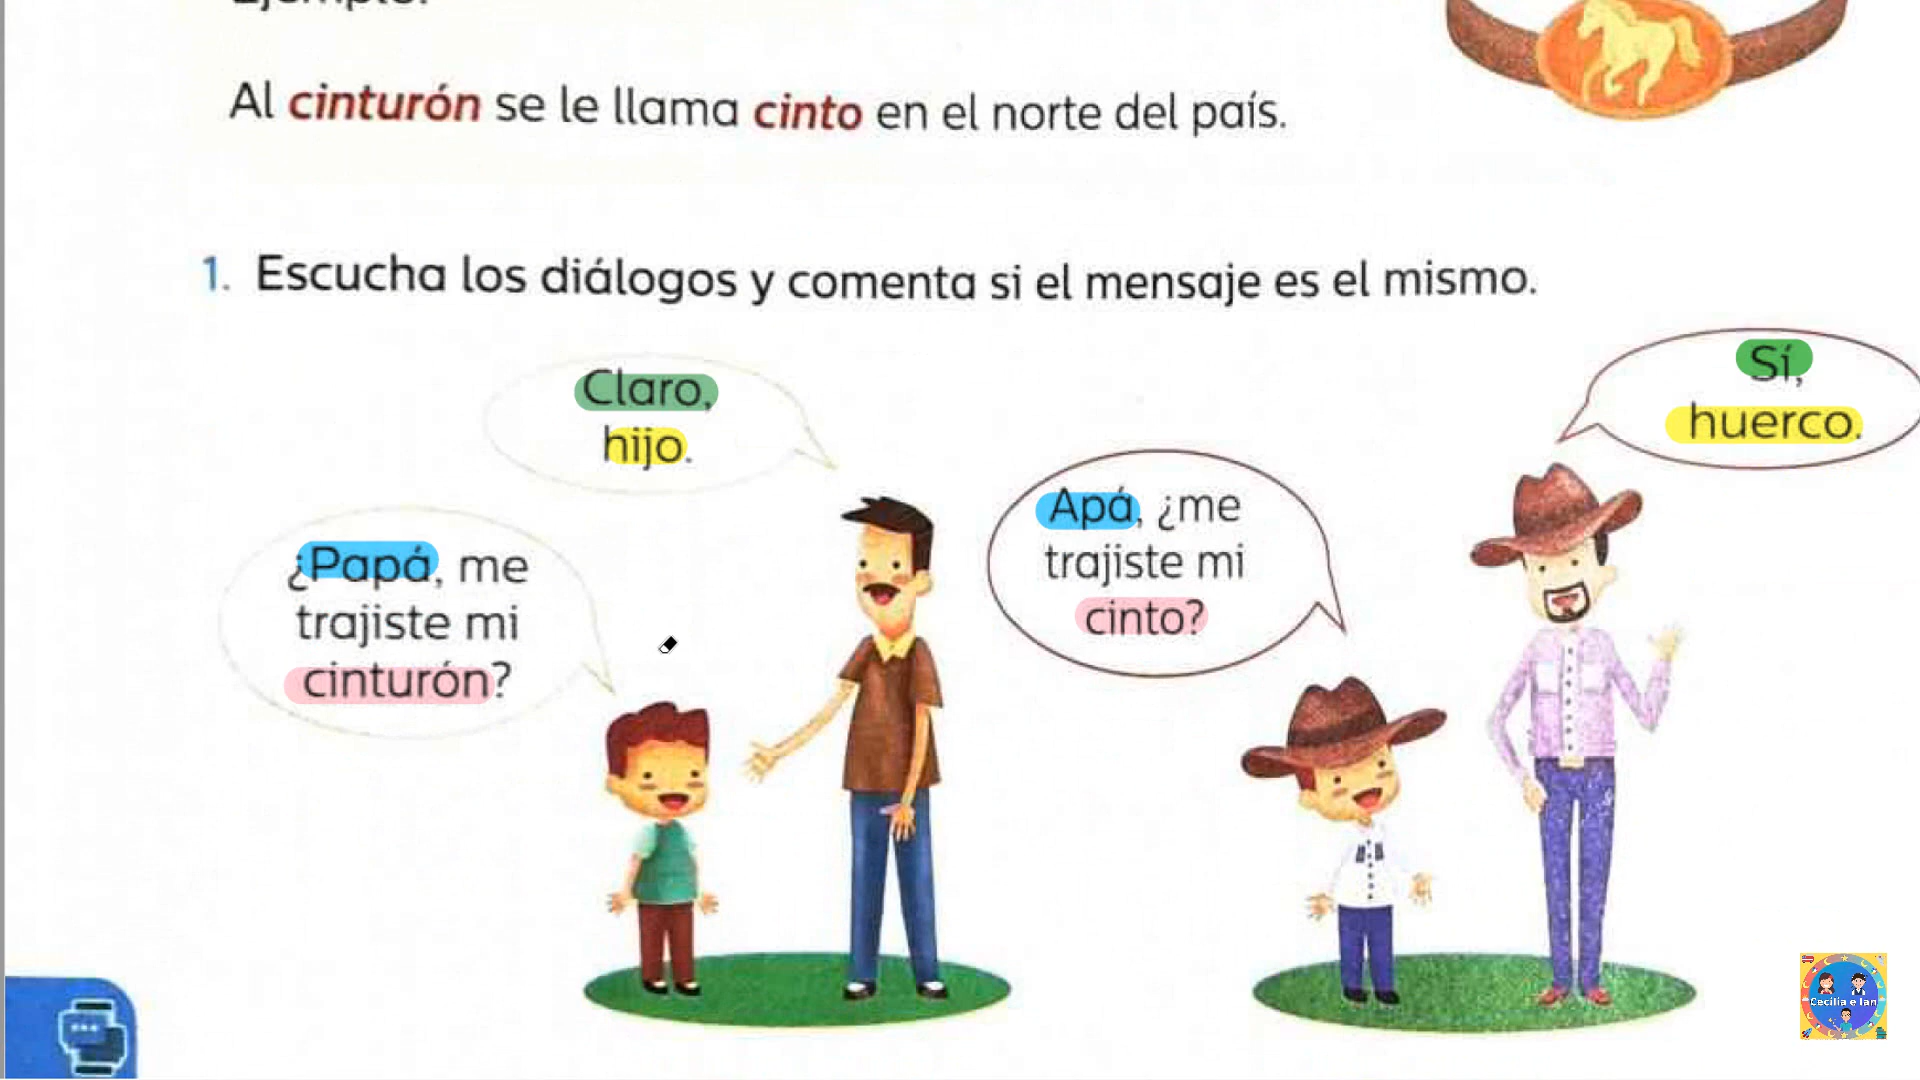 Ejemplo:
Al cinturón se le llama cinto en el norte del país.
1. Escucha los diálogos y comenta si el mensaje es el mismo.
Claro,
hijo.
¿Papá, me
trajiste mi
cinturón?
Sí,
huerco.
Apá, ¿me
trajiste mi
cinto?
Cecilia e Ian